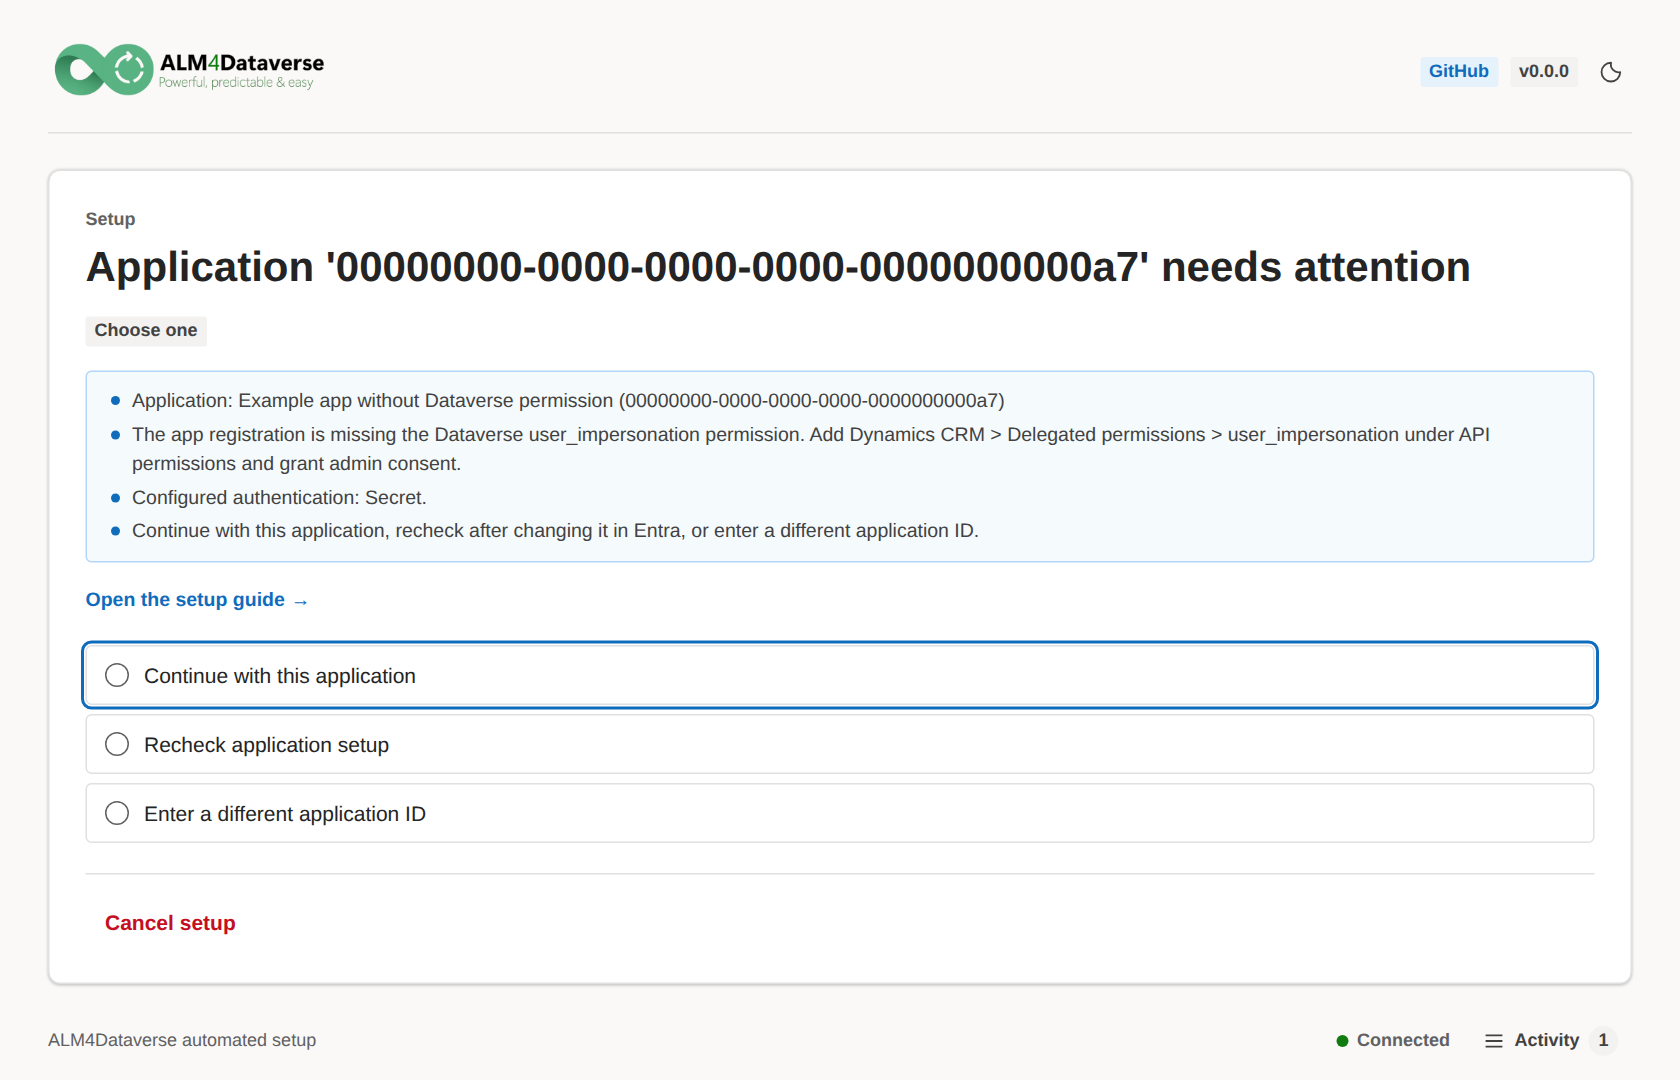 ALM4Dataverse
Powerful, predictable & easy
GitHub
v0.0.0
Setup
Application '00000000-0000-0000-0000-0000000000a7' needs attention
Choose one
Application: Example app without Dataverse permission (00000000-0000-0000-0000-0000000000a7)
The app registration is missing the Dataverse user_impersonation permission. Add Dynamics CRM > Delegated permissions > user_impersonation under API
permissions and grant admin consent.
Configured authentication: Secret.
Continue with this application, recheck after changing it in Entra, or enter a different application ID.
Open the setup guide →
Continue with this application
Recheck application setup
Enter a different application ID
Cancel setup
ALM4Dataverse automated setup
Connected
Activity
1